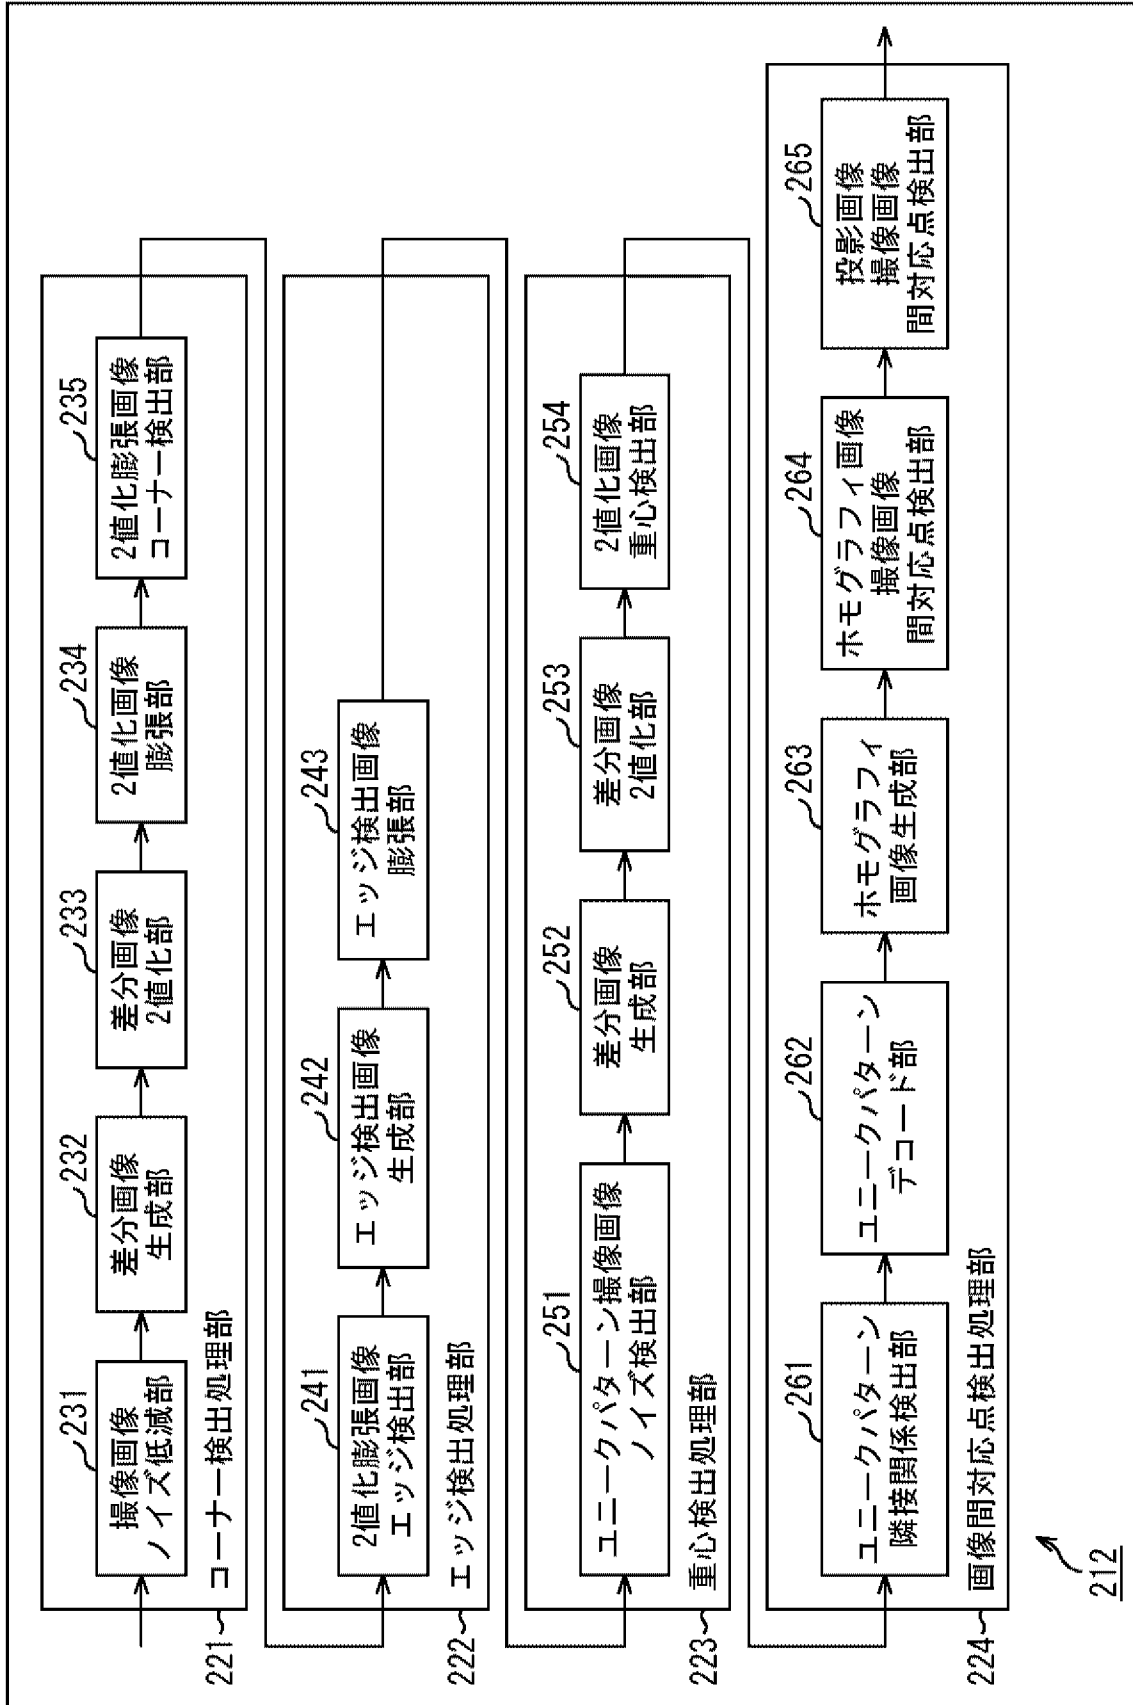 231
撮像画像
ノイズ低減部
232
差分画像
生成部
233
差分画像
2値化部
234
2値化画像
膨張部
235
2値化膨張画像
コーナー検出部
コーナー検出処理部
221
241
2値化膨張画像
エッジ検出部
242
エッジ検出画像
生成部
243
エッジ検出画像
膨張部
エッジ検出処理部
222
251
ユニークパターン撮像画像
ノイズ検出部
252
差分画像
生成部
253
差分画像
2値化部
254
2値化画像
重心検出部
重心検出処理部
223
261
ユニークパターン
隣接関係検出部
262
ユニークパターン
デコード部
263
ホモグラフィ
画像生成部
264
ホモグラフィ画像
撮像画像
間対応点検出部
265
投影画像
撮像画像
間対応点検出部
画像間対応点検出処理部
224
212